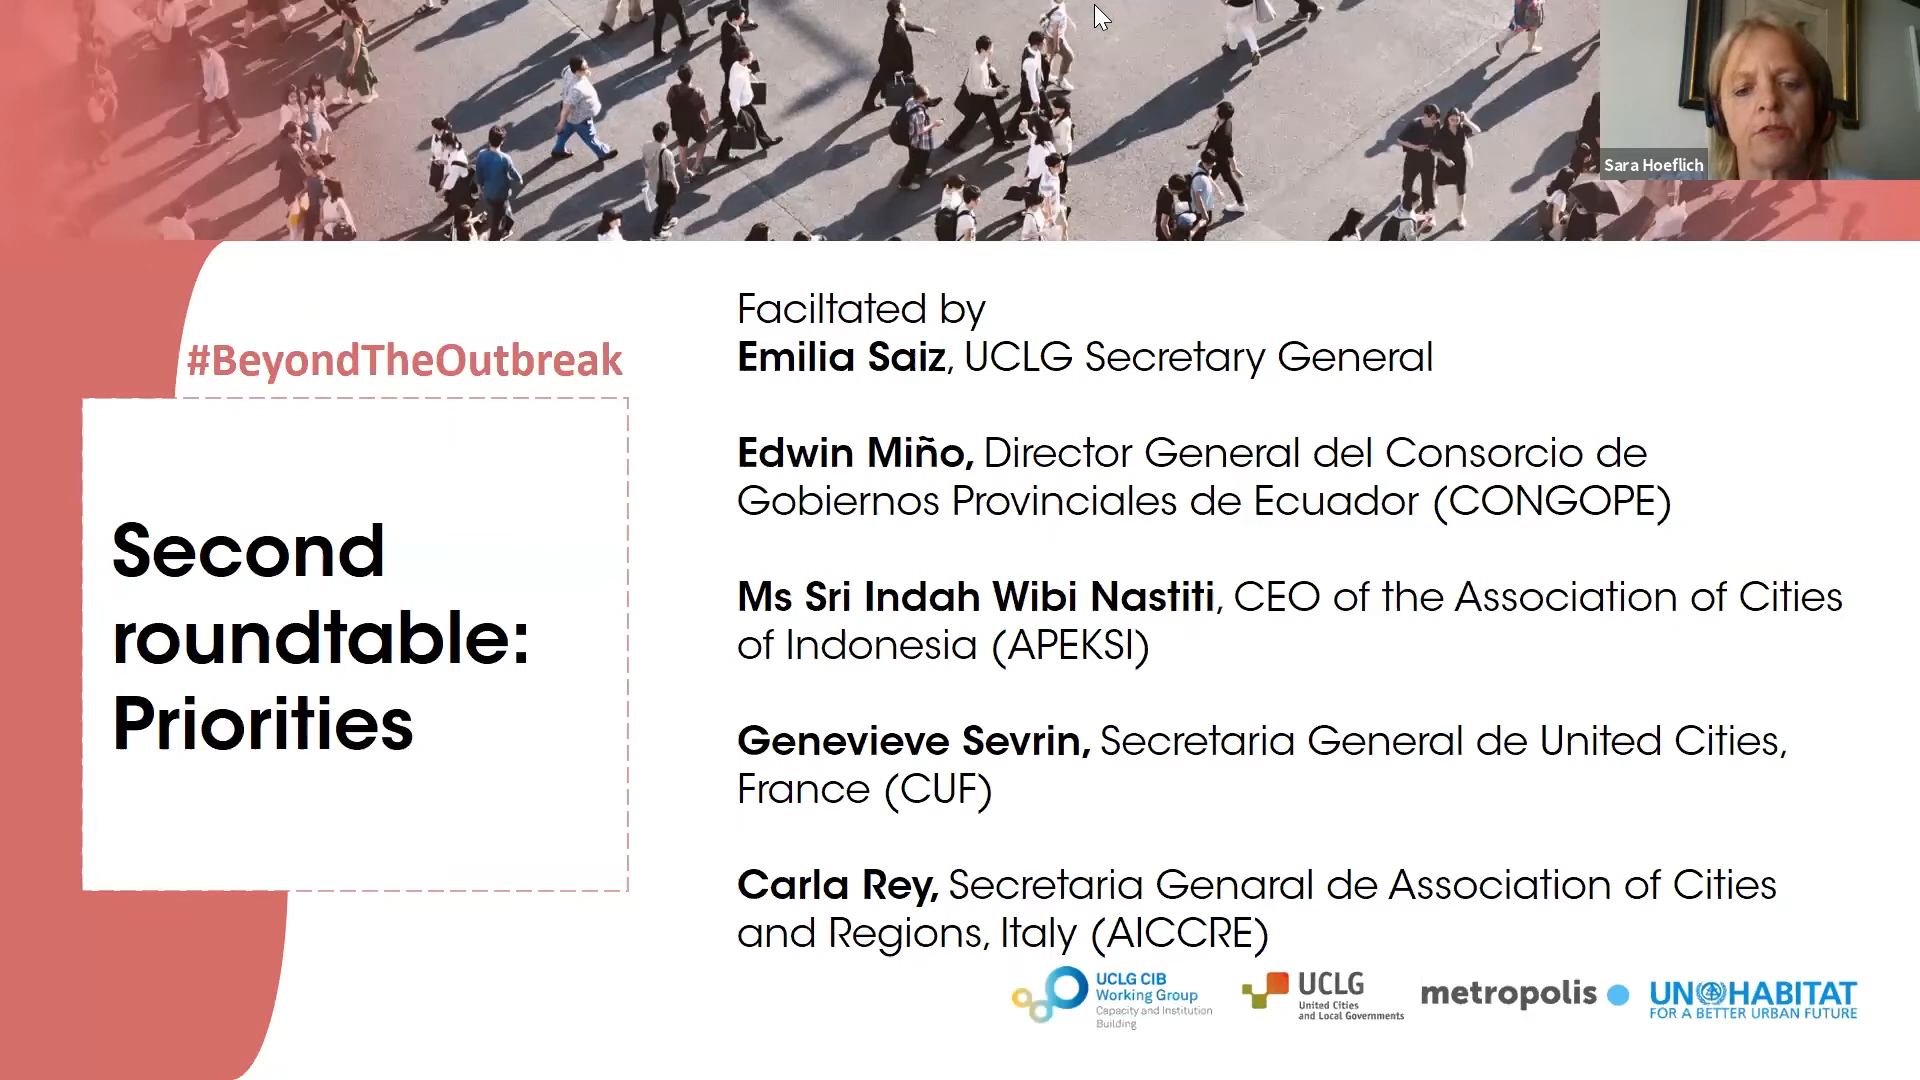 Sara Hoeflich
#BeyondTheOutbreak
Second
roundtable:
Priorities
Faciltated by
Emilia Saiz, UCLG Secretary General
Edwin Miño, Director General del Consorcio de
Gobiernos Provinciales de Ecuador (CONGOPE)
Ms Sri Indah Wibi Nastiti, CEO of the Association of Cities
of Indonesia (APEKSI)
Genevieve Sevrin, Secretaria General de United Cities,
France (CUF)
Carla Rey, Secretaria Genaral de Association of Cities
and Regions, Italy (AICCRE)
UCLG CIB
Working Group
Capacity and Institution
Building
UCLG
United Cities
and Local Governments
metropolis
UN HABITAT
FOR A BETTER URBAN FUTURE